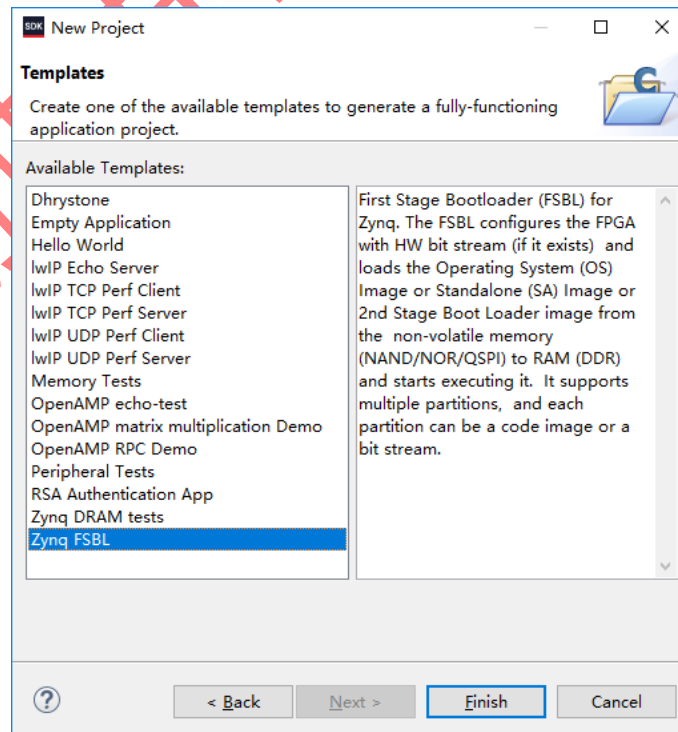 SDK New Project
Templates
Create one of the available templates to generate a fully-functioning
application project.
Available Templates:
Dhrystone
Empty Application
Hello World
lwIP Echo Server
lwIP TCP Perf Client
lwIP TCP Perf Server
lwIP UDP Perf Client
lwIP UDP Perf Server
Memory Tests
OpenAMP echo-test
OpenAMP matrix multiplication Demo
OpenAMP RPC Demo
Peripheral Tests
RSA Authentication App
Zynq DRAM tests
Zynq FSBL
First Stage Bootloader (FSBL) for
Zynq. The FSBL configures the FPGA
with HW bit stream (if it exists) and
loads the Operating System (OS)
Image or Standalone (SA) Image or
2nd Stage Boot Loader image from
the non-volatile memory
(NAND/NOR/QSPI) to RAM (DDR)
and starts executing it. It supports
multiple partitions, and each
partition can be a code image or a
bit stream.
? < Back Next > Finish Cancel